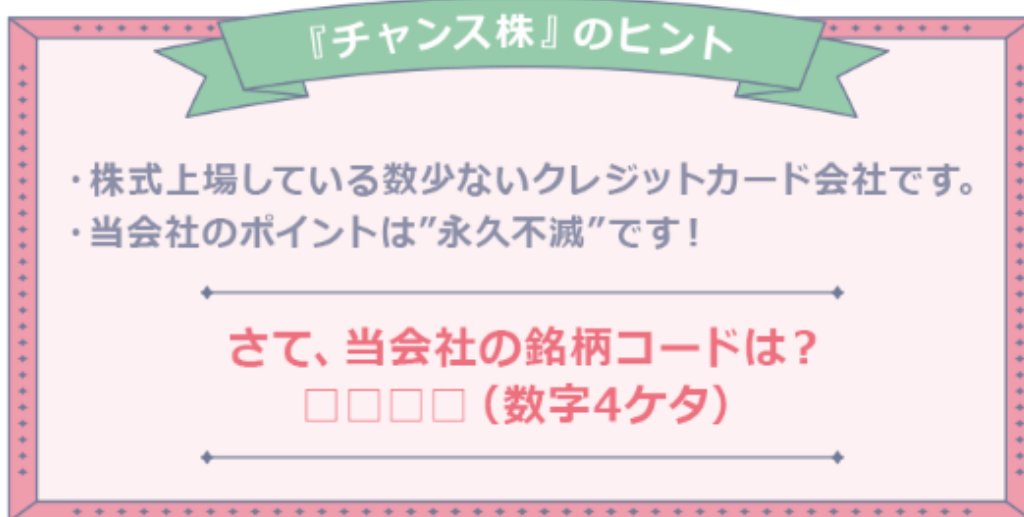 『チャンス株』のヒント
・株式上場している数少ないクレジットカード会社です。
・当会社のポイントは”永久不滅”です！
さて、当会社の銘柄コードは？
□□□□（数字4ケタ）